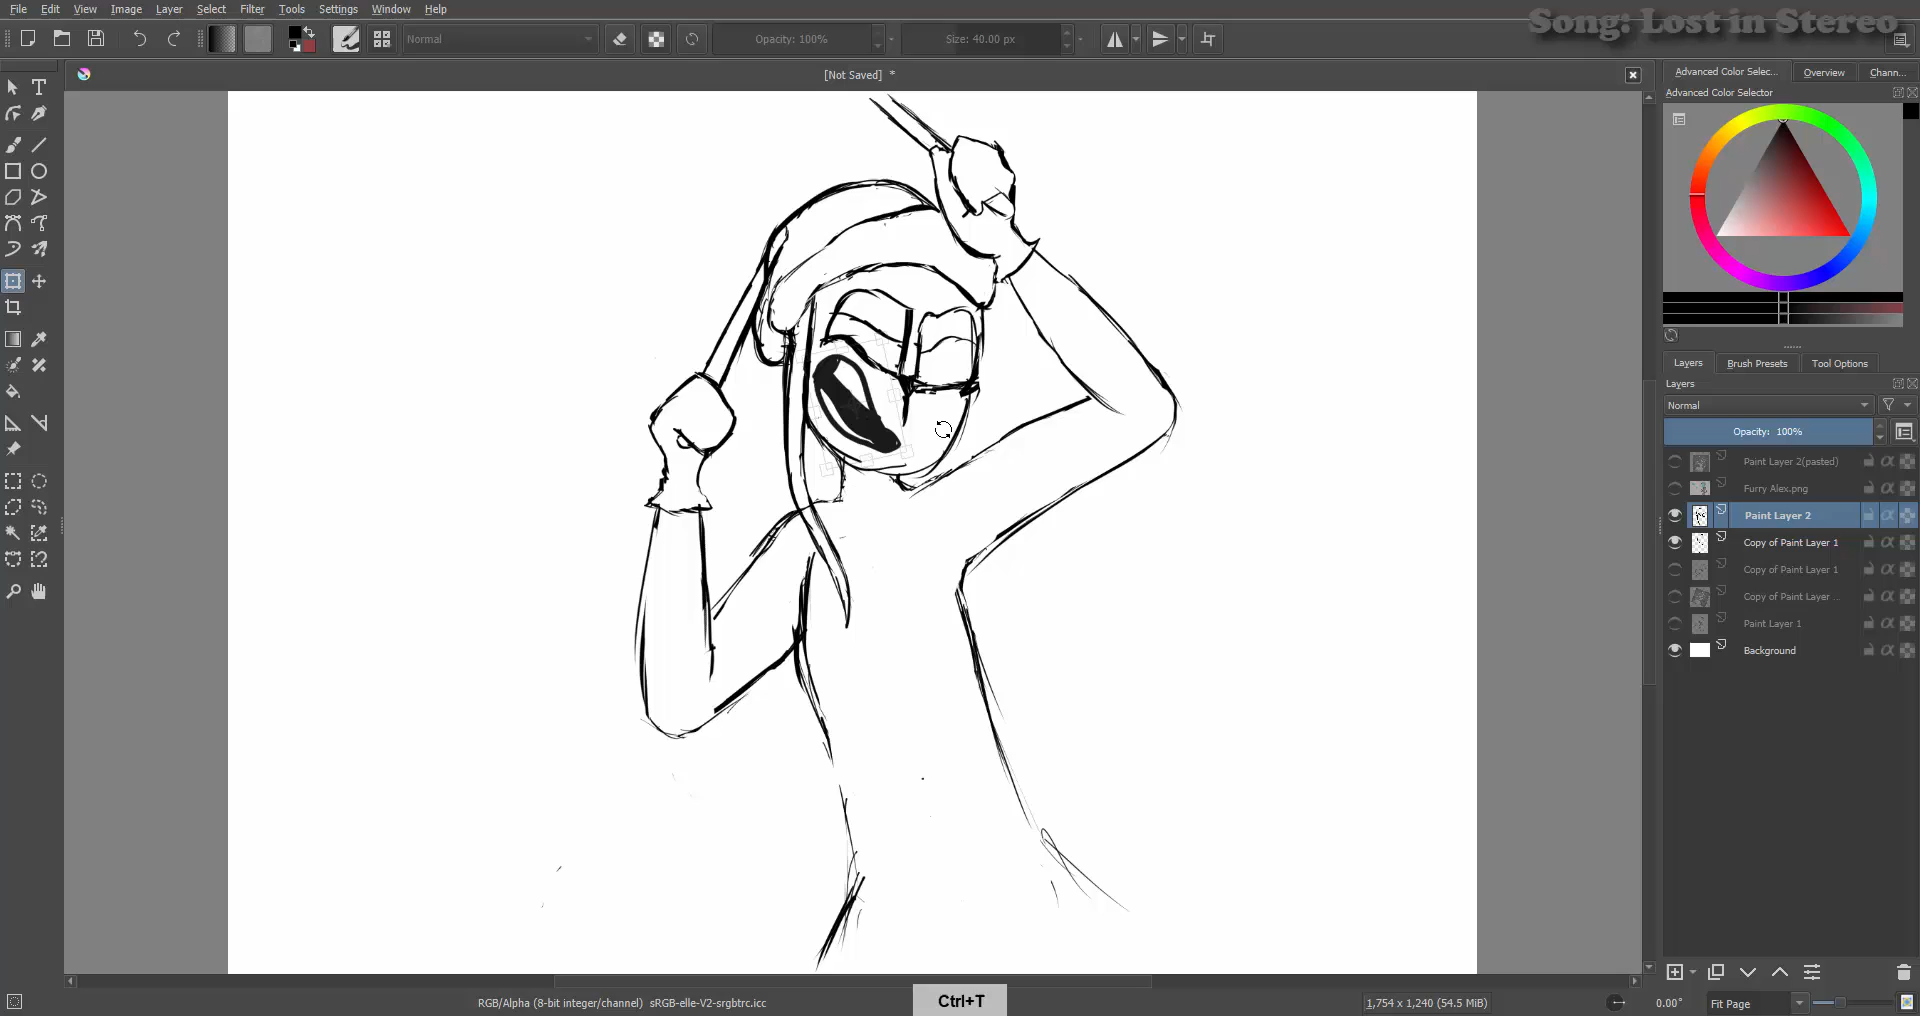 File Edit View Image Layer Select Filter Tools Settings Window Help
Song: Lost in Stereo
Normal
Opacity: 100%
Size: 40.00 px
[Not Saved] *
Advanced Color Selec...
Overview
Chann...
Advanced Color Selector
Layers
Brush Presets
Tool Options
Layers
Normal
Opacity: 100%
Paint Layer 2(pasted)
Furry Alex.png
Paint Layer 2
Copy of Paint Layer 1
Copy of Paint Layer 1
Copy of Paint Layer ...
Paint Layer 1
Background
RGB/Alpha (8-bit integer/channel) sRGB-elle-V2-srgbtrc.icc
Ctrl+T
1,754 x 1,240 (54.5 MiB)
0.00°
Fit Page